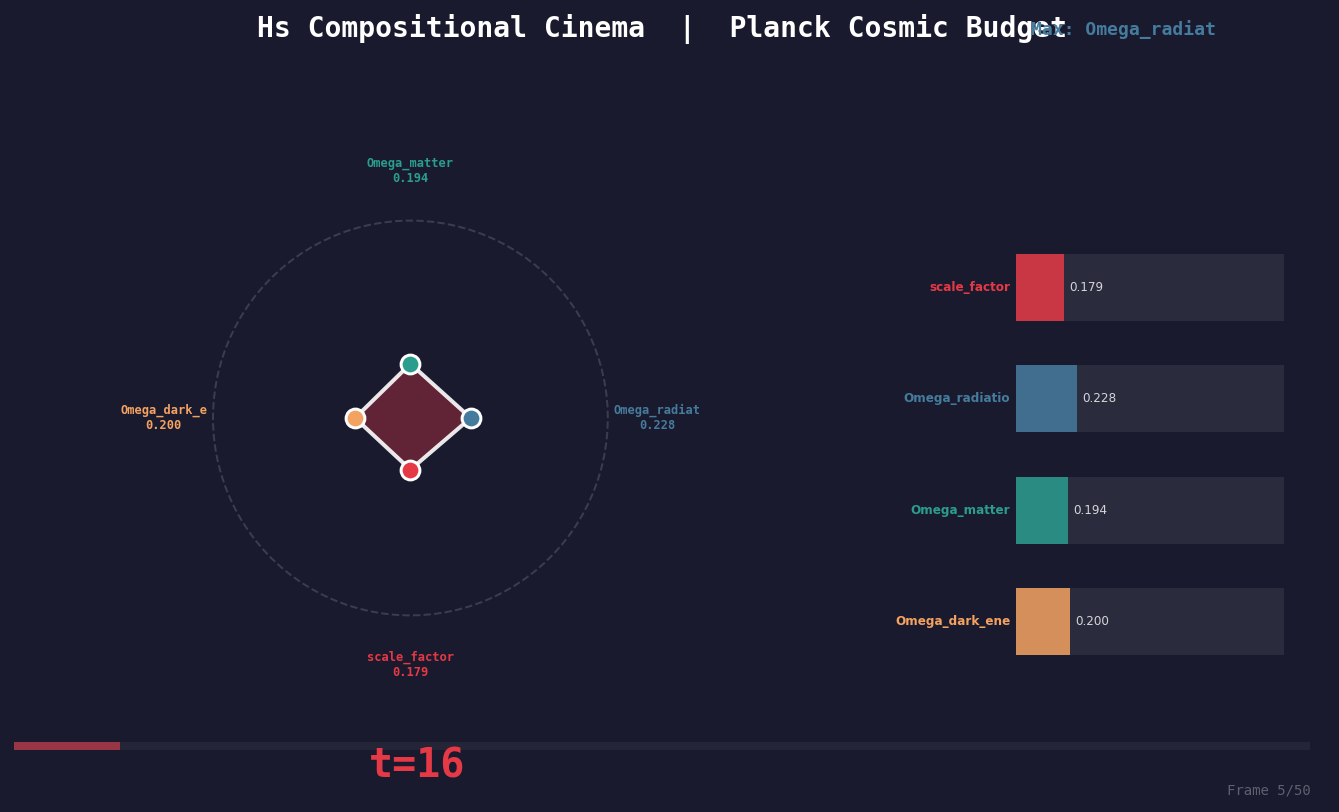 Hs Compositional Cinema | Planck Cosmic Budget
Max: Omega_radiat
Omega_matter
0.194
Omega_dark_e
0.200
Omega_radiat
0.228
scale_factor
0.179
scale_factor
0.179
Omega_radiatio
0.228
Omega_matter
0.194
Omega_dark_ene
0.200
t=16
Frame 5/50